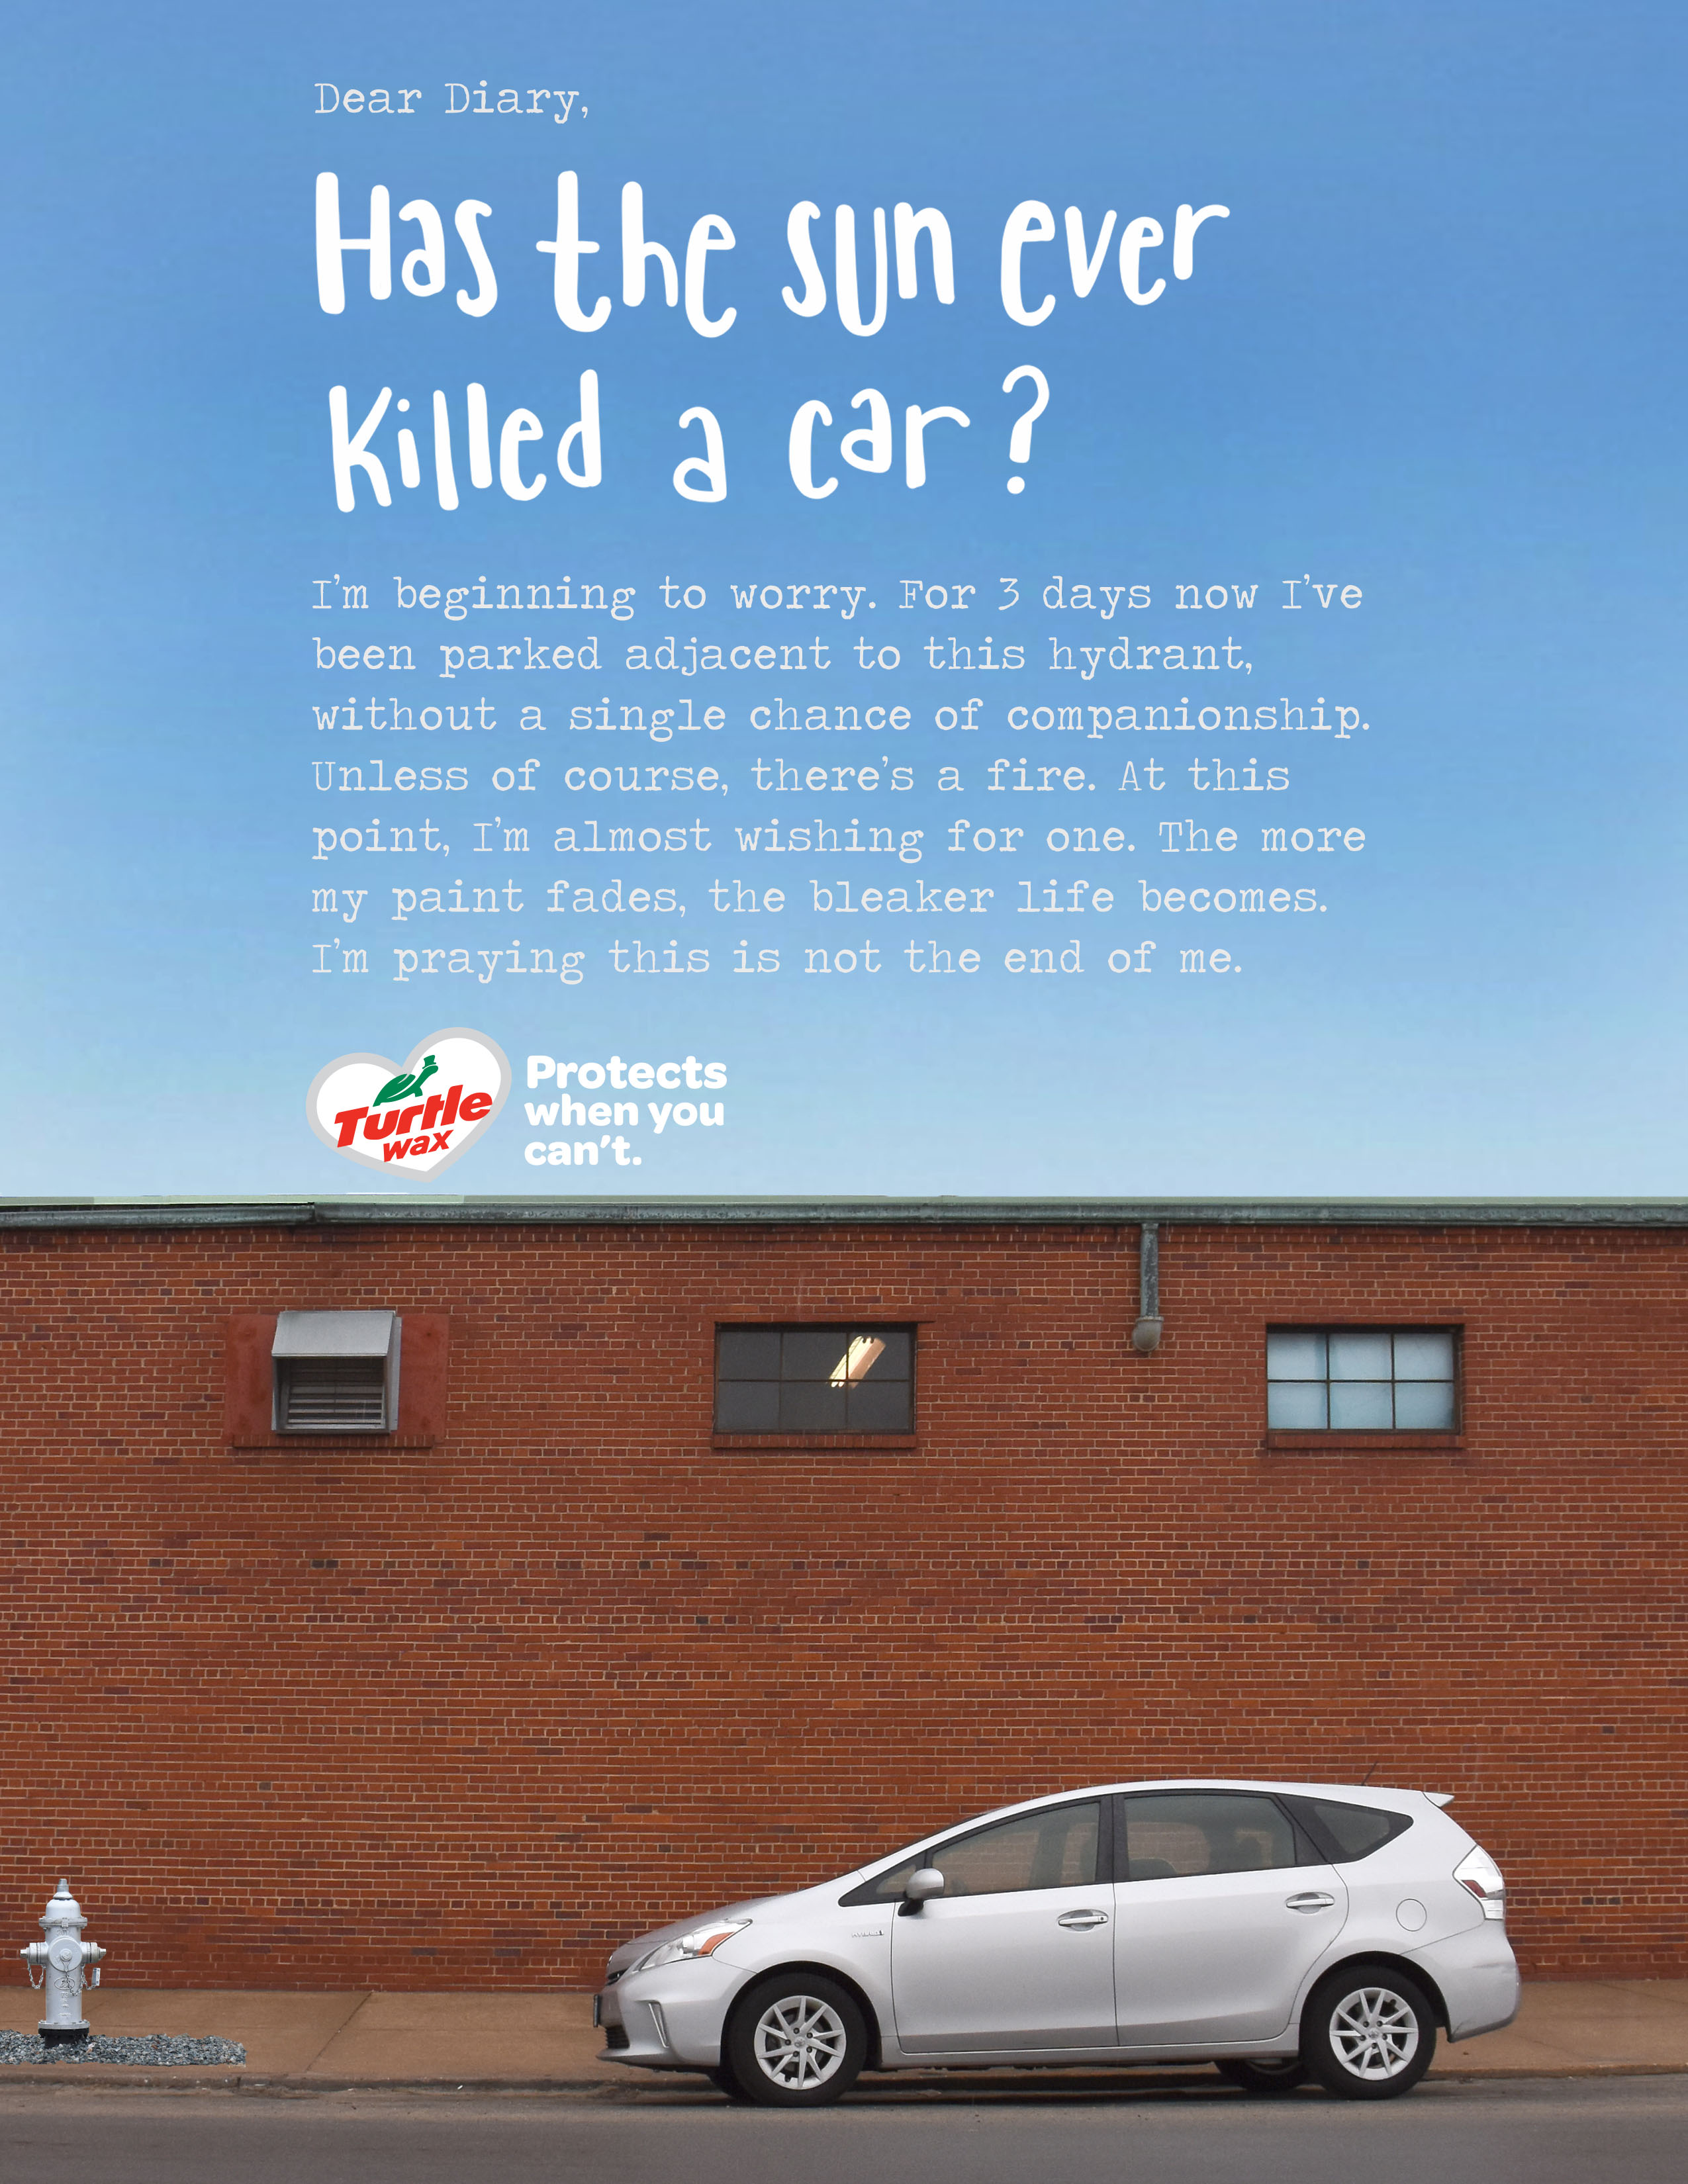 Dear Diary,
Has the sun ever
Killed a car?
I'm beginning to worry. For 3 days now I've
been parked adjacent to this hydrant,
without a single chance of companionship.
Unless of course, there's a fire. At this
point, I'm almost wishing for one. The more
my paint fades, the bleaker life becomes.
I'm praying this is not the end of me.
Turtle
wax
Protects
when you
can't.